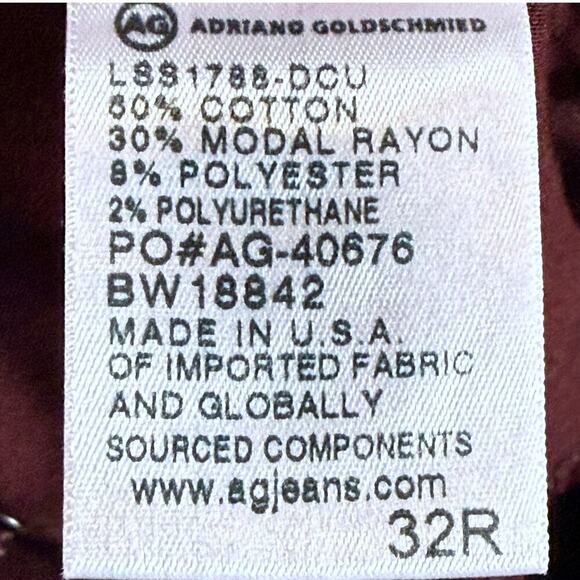 AG ADRIANO GOLDSCHMIED
LSS1788-DCU
60% COTTON
30% MODAL RAYON
8% POLYESTER
2% POLYURETHANE
PO#AG-40676
BW18842
MADE IN U.S.A.
OF IMPORTED FABRIC
AND GLOBALLY
SOURCED COMPONENTS
www.agjeans.com
32R